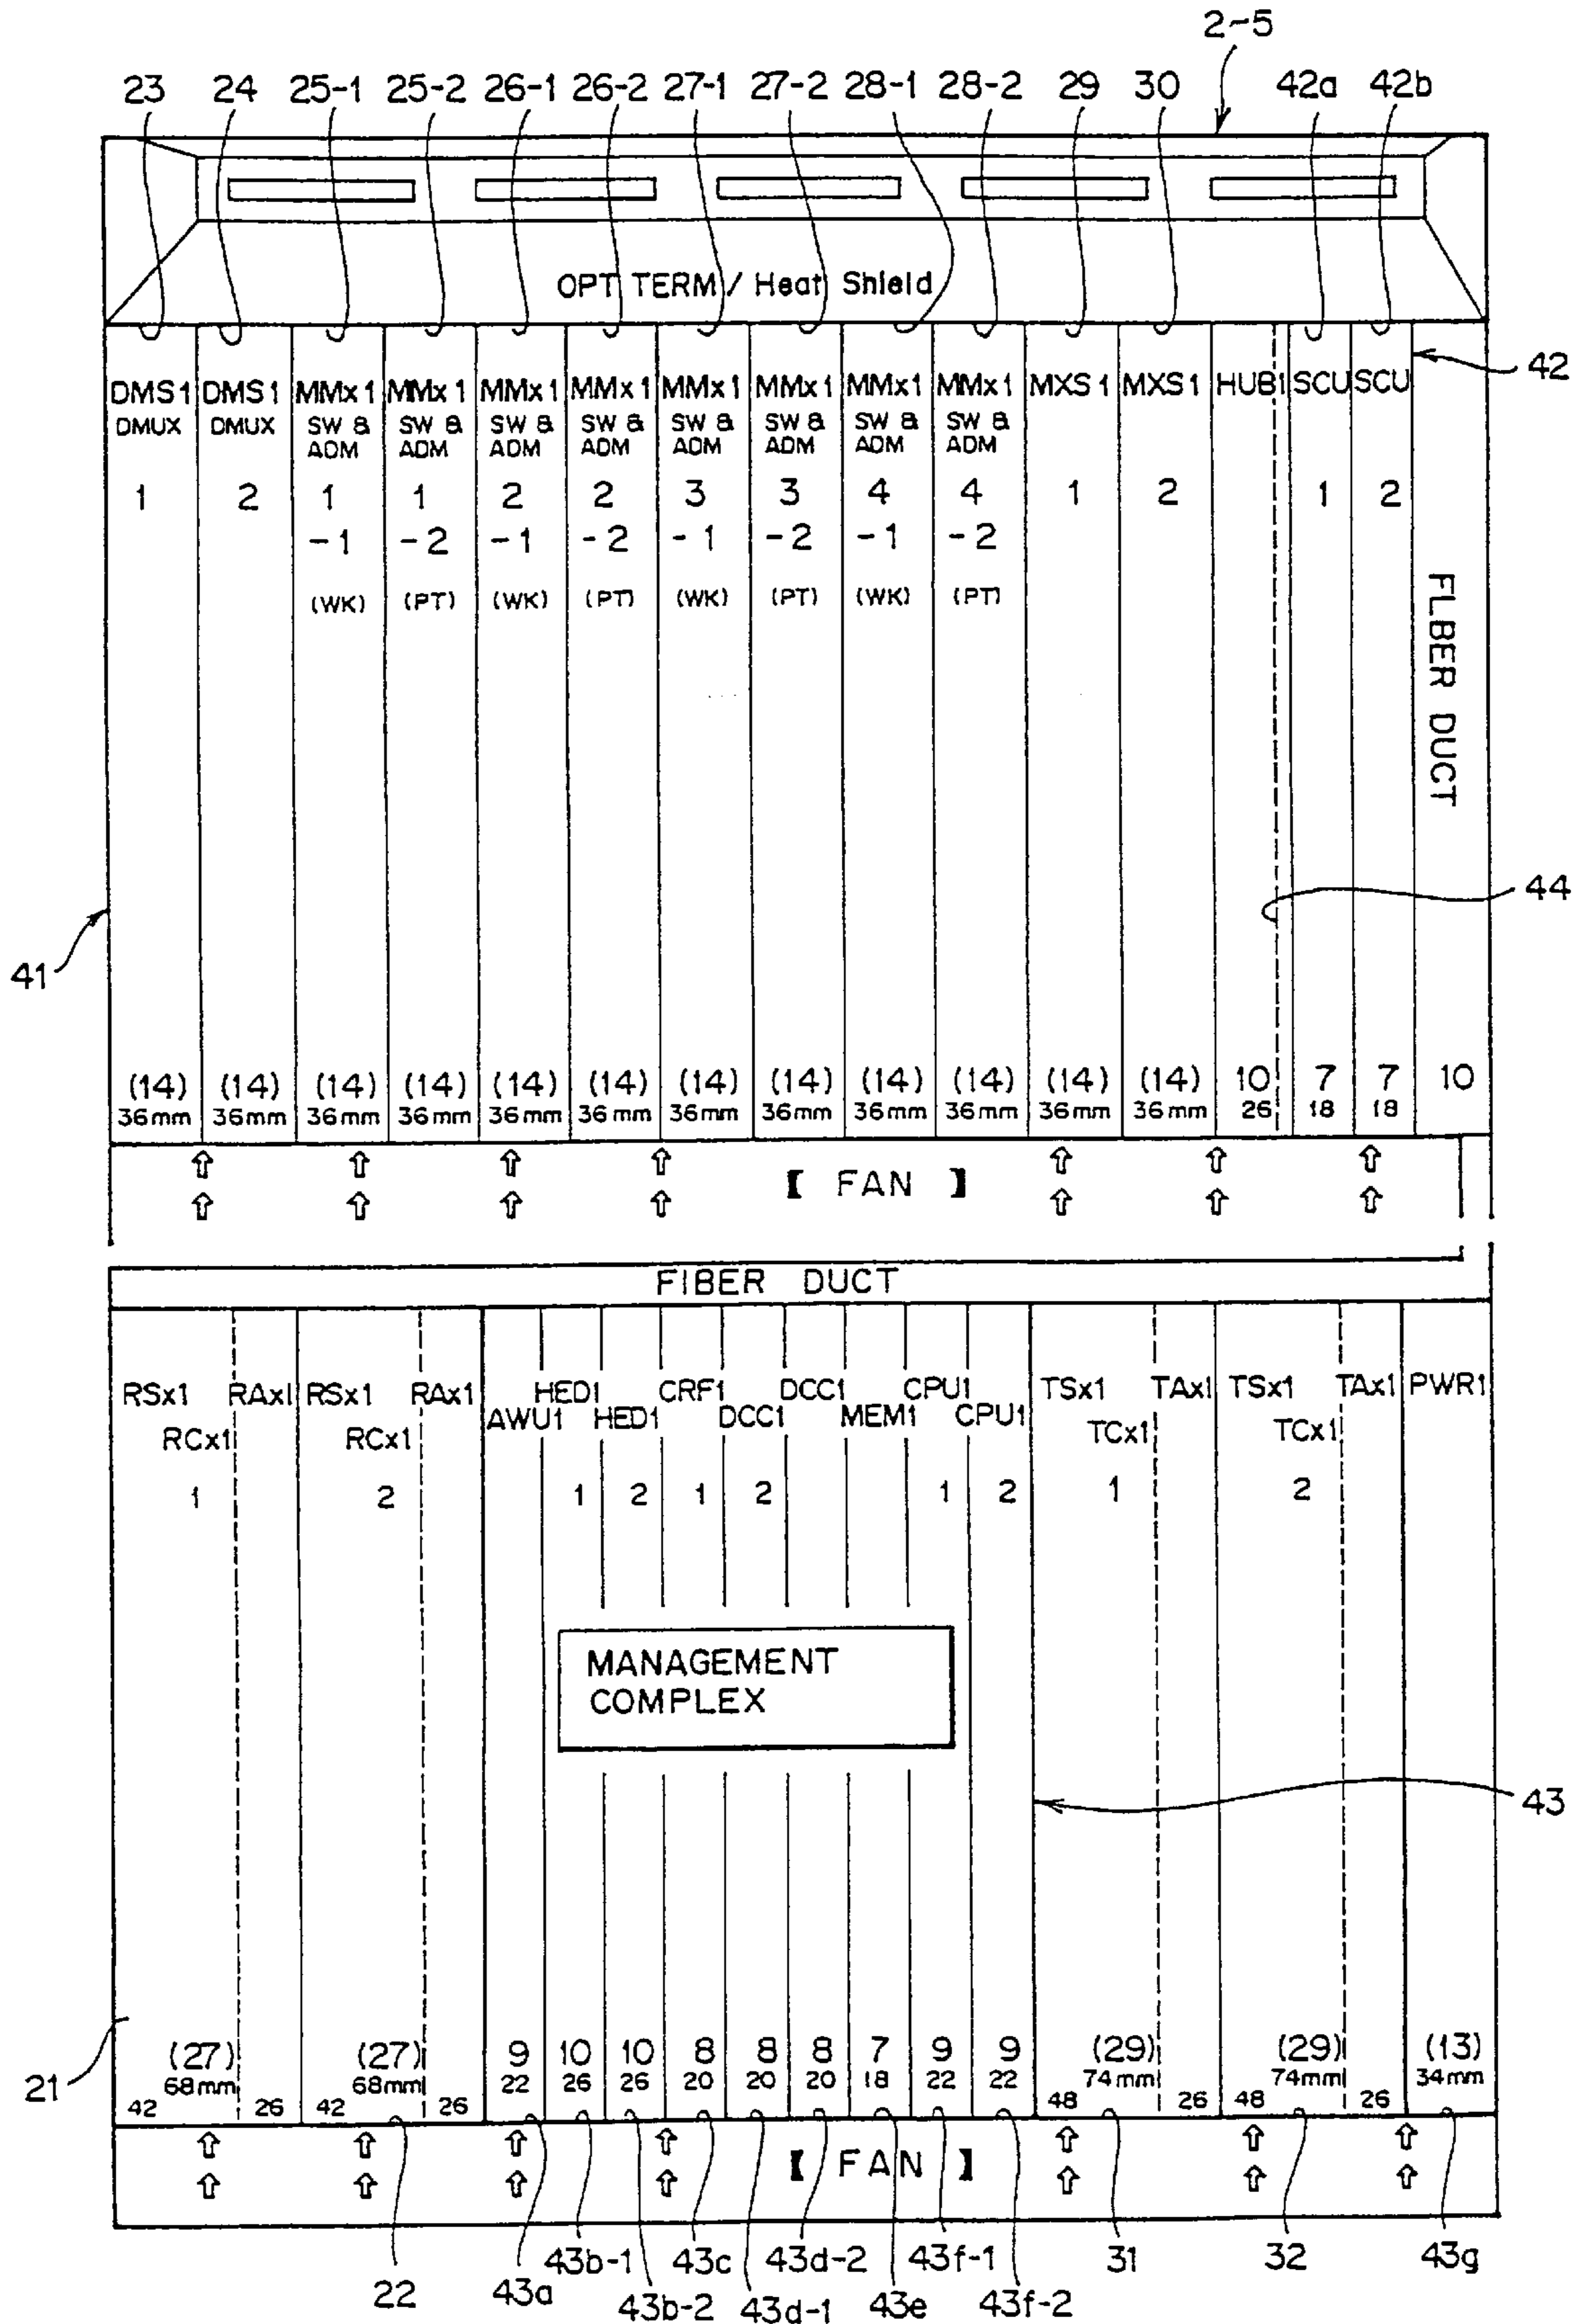 2-5
23 24 25-1 25-2 26-1 26-2 27-1 27-2 28-1 28-2 29 30 42a 42b
OPT TERM / Heat Shield
42
DMS1 DMS1 MMx1 MMx1 MMx1 MMx1 MMx1 MMx1 MMx1 MMx1 MXS1 MXS1 HUB1 SCU SCU
DMUX DMUX SW & SW & SW & SW & SW & SW & SW & SW &
ADM ADM ADM ADM ADM ADM ADM ADM
1 2 1 1 2 2 3 3 4 4 1 2 1 2
-1 -2 -1 -2 -1 -2 -1 -2
(WK) (PT) (WK) (PT) (WK) (PT) (WK) (PT)
FLBER DUCT
44
41
(14) (14) (14) (14) (14) (14) (14) (14) (14) (14) (14) (14) 10 7 7 10
36mm 36mm 36mm 36mm 36mm 36mm 36mm 36mm 36mm 36mm 36mm 36mm 26 18 18
【 FAN 】
FIBER DUCT
RSx1 RAx1 RSx1 RAx1 HED1 CRF1 DCC1 CPU1 TSx1 TAx1 TSx1 TAx1 PWR1
AWU1 HED1 DCC1 MEM1 CPU1
RCx1 RCx1 TCx1 TCx1
1 2 1 2 1 2 1 2 1 2
MANAGEMENT
COMPLEX
43
21
(27) (27) 9 10 10 8 8 8 7 9 9 (29) (29) (13)
68mm 68mm 22 26 26 20 20 20 18 22 22 74mm 74mm 34mm
42 26 42 26 48 26 48 26
【 FAN 】
22 43a 43b-1 43b-2 43c 43d-1 43d-2 43e 43f-1 43f-2 31 32 43g